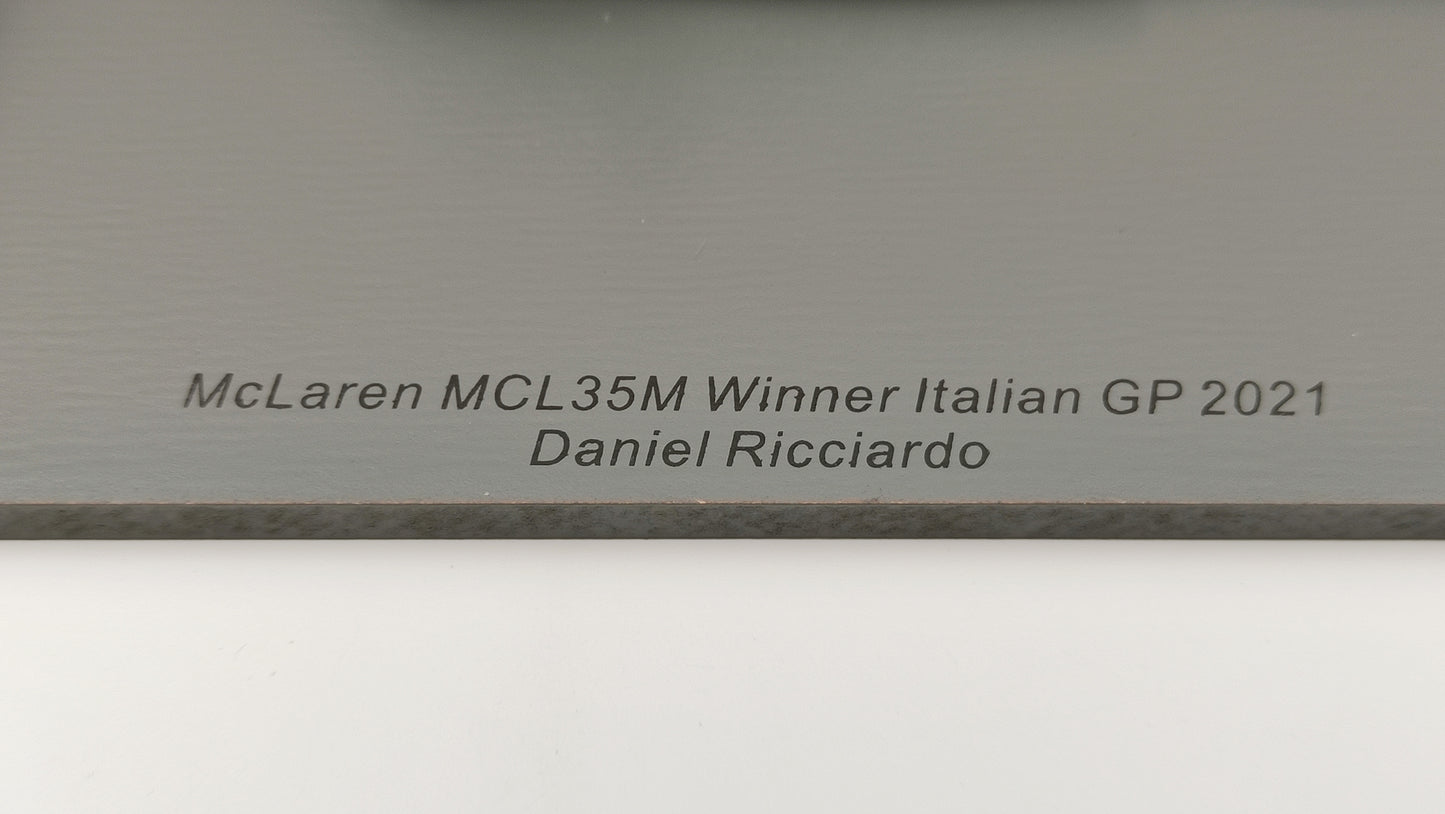 McLaren MCL35M Winner Italian GP 2021
Daniel Ricciardo